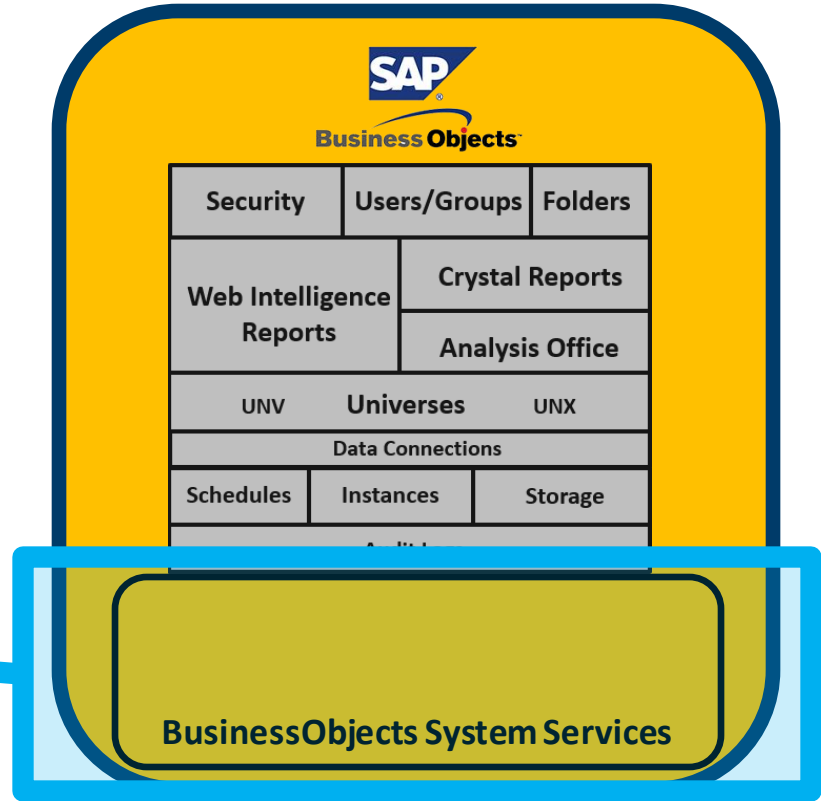 SAP
®
Business Objects™
Security Users/Groups Folders
Web Intelligence
Reports
Crystal Reports
Analysis Office
UNV Universes UNX
Data Connections
Schedules Instances Storage
BusinessObjects System Services